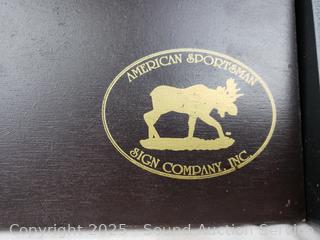 AMERICAN SPORTSMAN
SIGN COMPANY, INC.
Copyright 2025 - Sound Auction Service